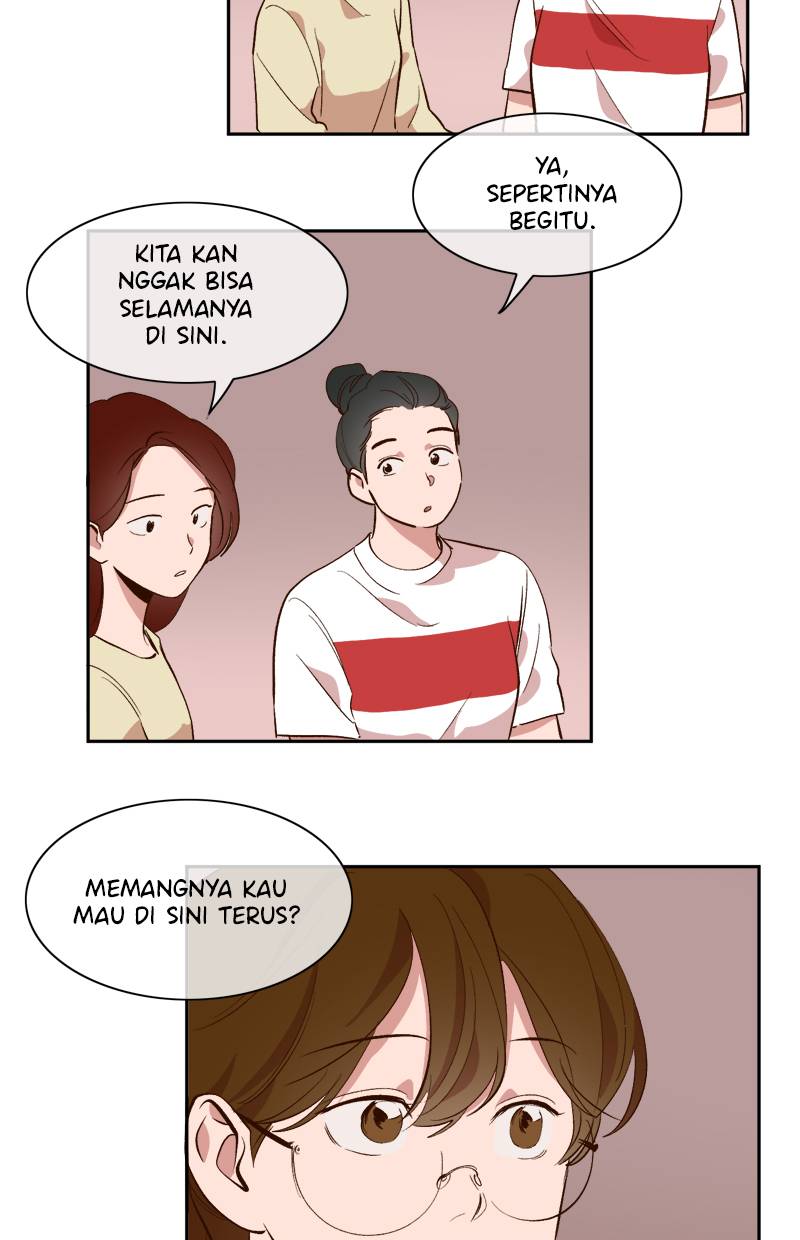 YA,
SEPERTINYA
BEGITU.
KITA KAN
NGGAK BISA
SELAMANYA
DI SINI.
MEMANGNYA KAU
MAU DI SINI TERUS?